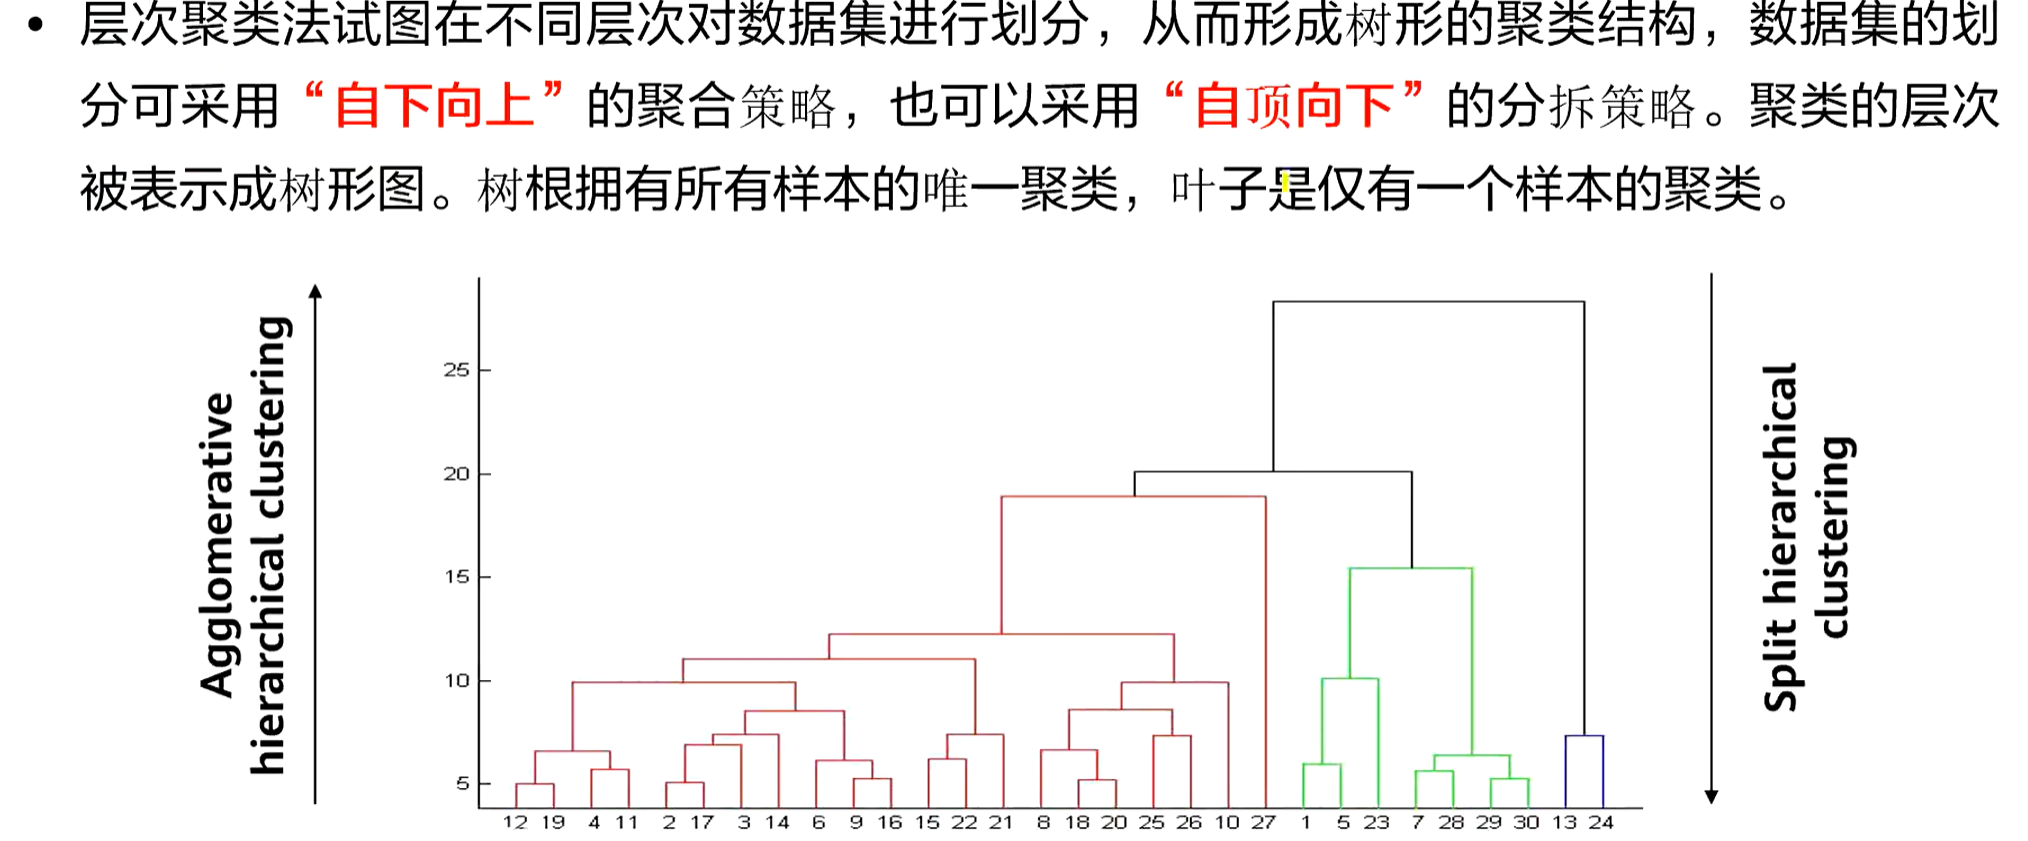 • 层次聚类法试图在不同层次对数据集进行划分，从而形成树形的聚类结构，数据集的划
分可采用“自下向上”的聚合策略，也可以采用“自顶向下”的分拆策略。聚类的层次
被表示成树形图。树根拥有所有样本的唯一聚类，叶子是仅有一个样本的聚类。
Agglomerative
hierarchical clustering
25
20
15
10
5
12 19 4 11 2 17 3 14 6 9 16 15 22 21 8 18 20 25 26 10 27 1 5 23 7 28 29 30 13 24
Split hierarchical
clustering